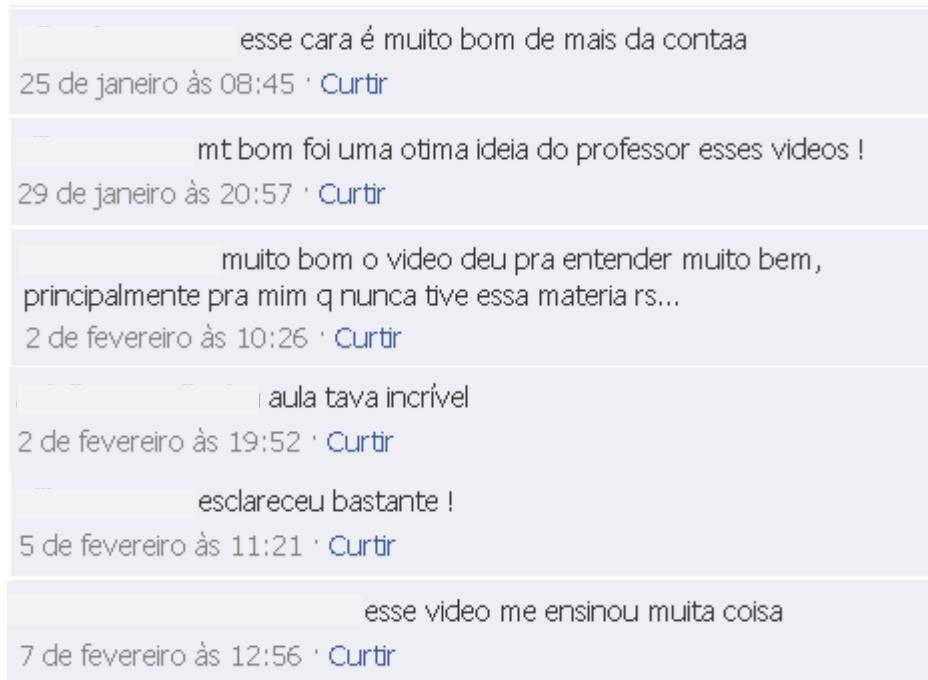 esse cara é muito bom de mais da contaa
25 de janeiro às 08:45 · Curtir
mt bom foi uma otima ideia do professor esses videos !
29 de janeiro às 20:57 · Curtir
muito bom o video deu pra entender muito bem,
principalmente pra mim q nunca tive essa materia rs...
2 de fevereiro às 10:26 · Curtir
aula tava incrível
2 de fevereiro às 19:52 · Curtir
esclareceu bastante !
5 de fevereiro às 11:21 · Curtir
esse video me ensinou muita coisa
7 de fevereiro às 12:56 · Curtir